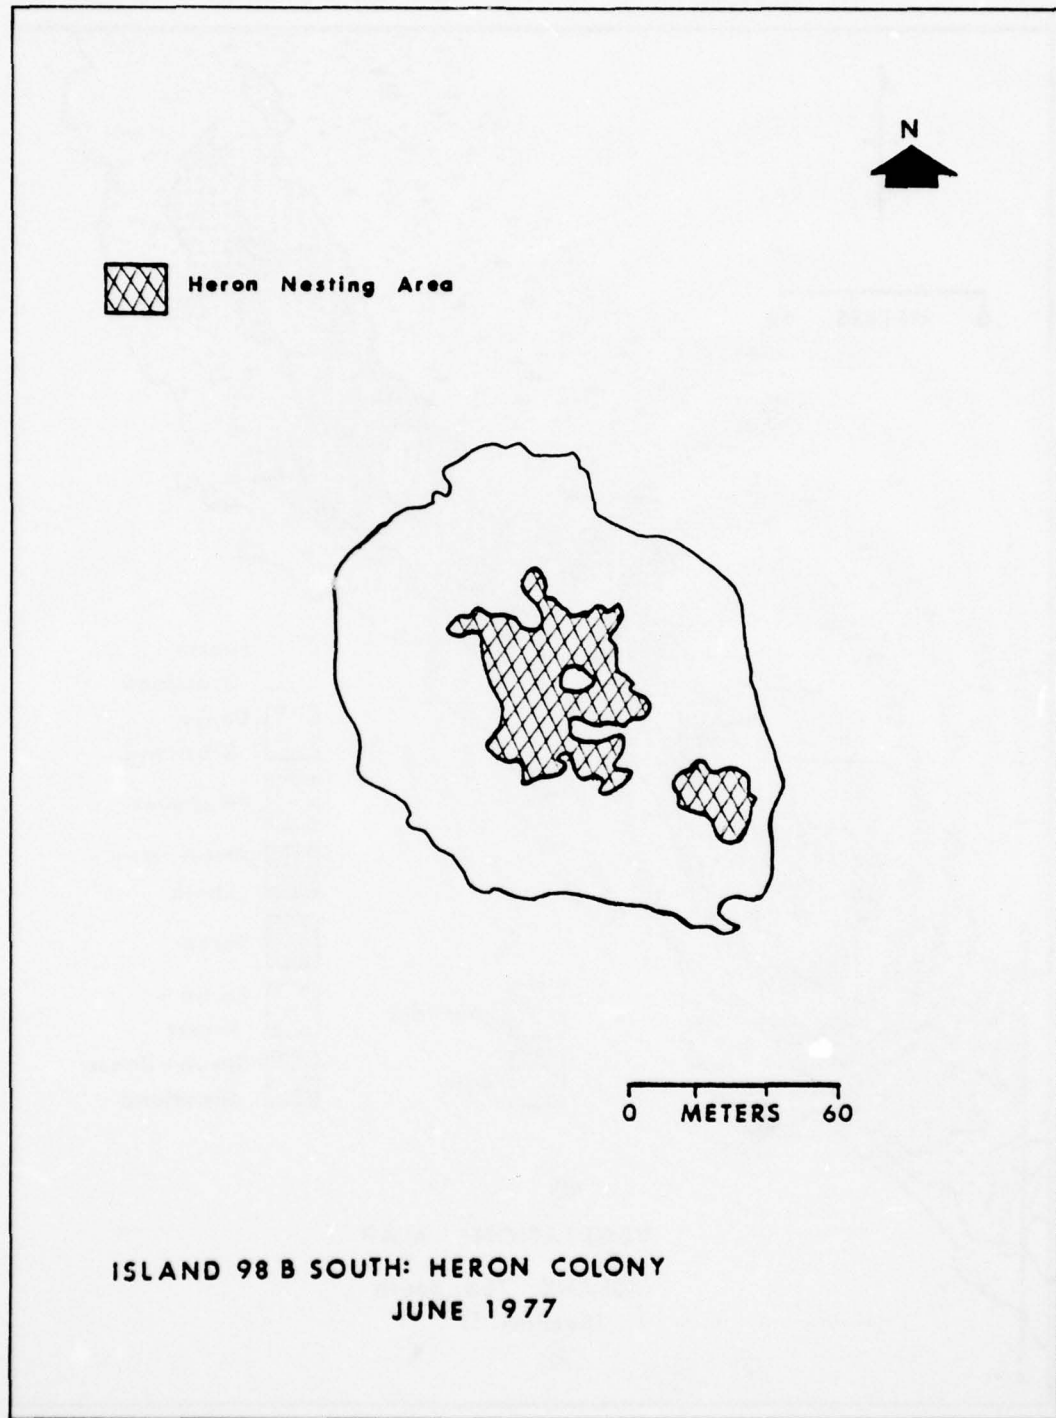 N
Heron Nesting Area
0 METERS 60
ISLAND 98 B SOUTH: HERON COLONY
JUNE 1977